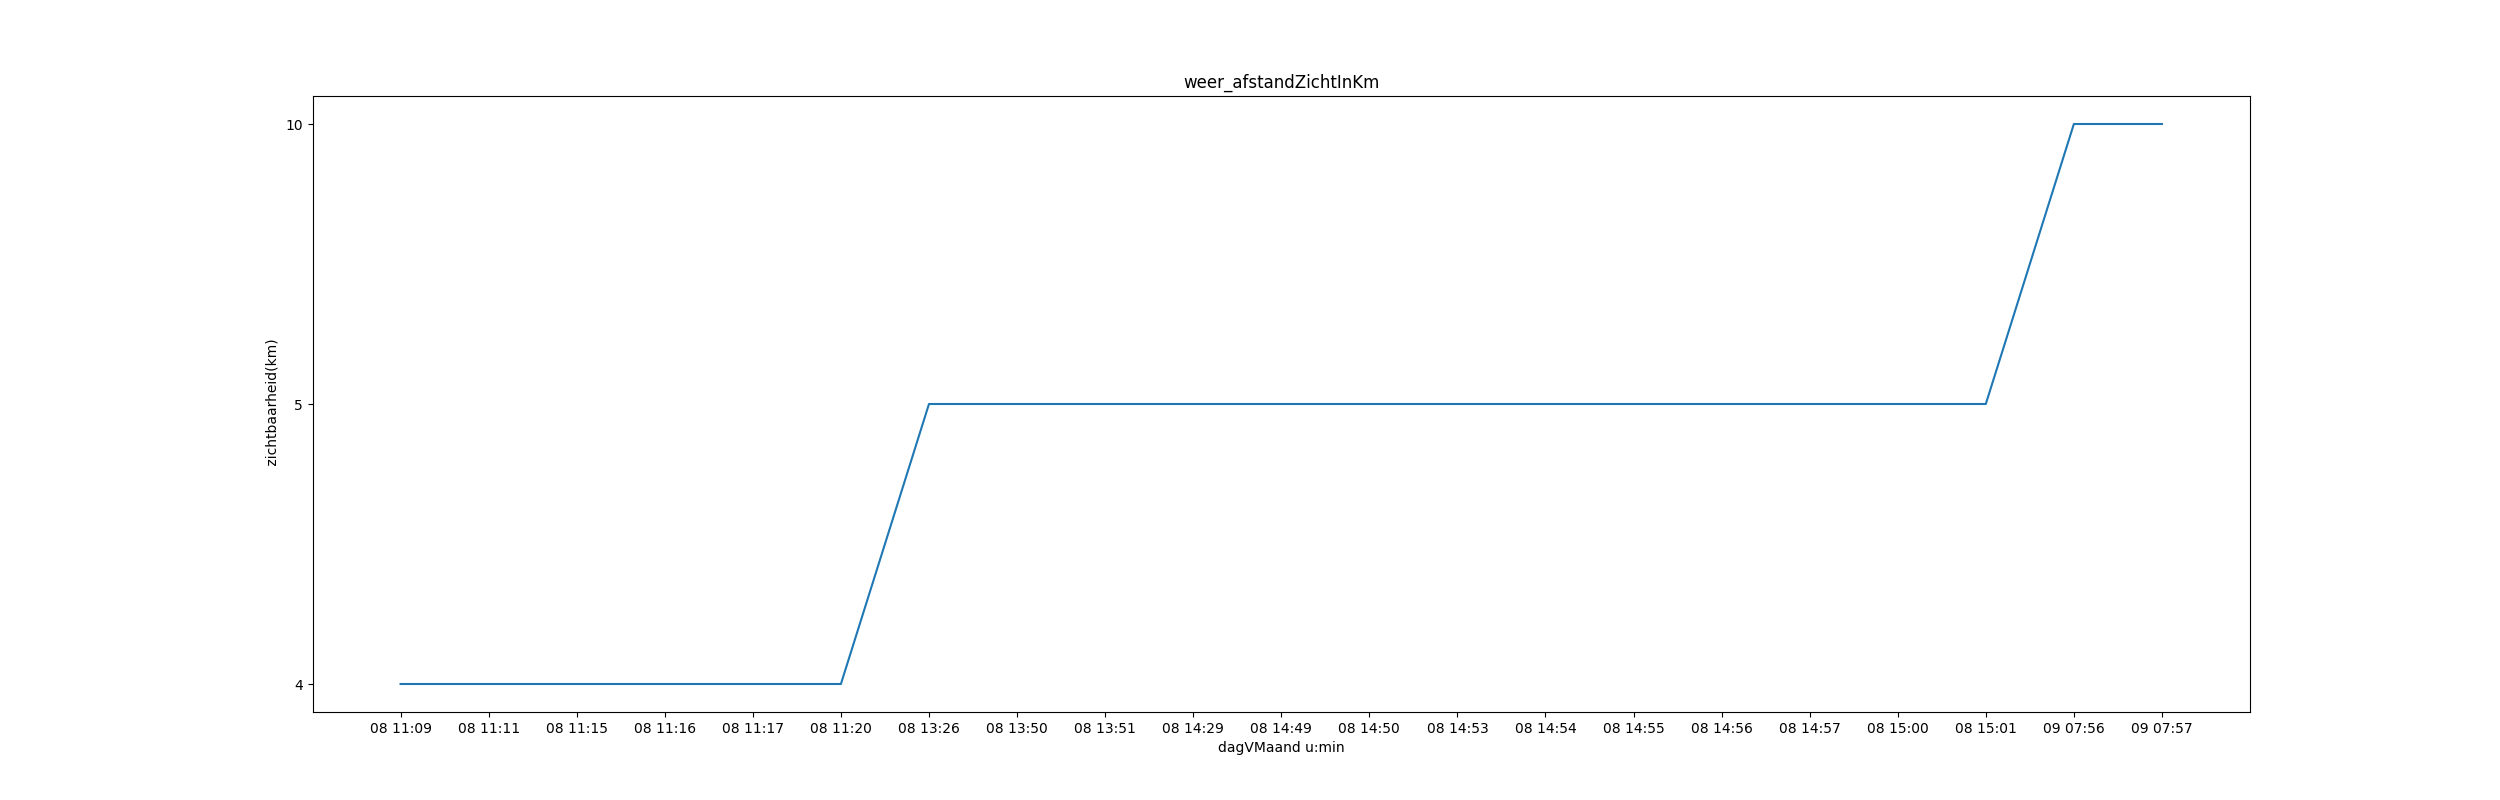 weer_afstandZichtInKm
10
5
4
zichtbaarheid(km)
08 11:09 08 11:11 08 11:15 08 11:16 08 11:17 08 11:20 08 13:26 08 13:50 08 13:51 08 14:29 08 14:49 08 14:50 08 14:53 08 14:54 08 14:55 08 14:56 08 14:57 08 15:00 08 15:01 09 07:56 09 07:57
dagVMaand u:min